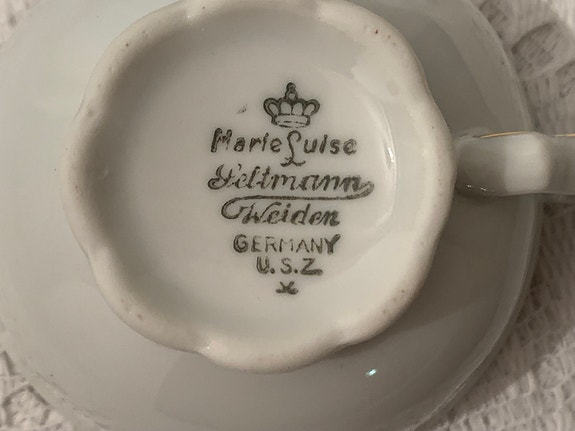 Marie Luise
Seltmann
Weiden
GERMANY
U.S.Z